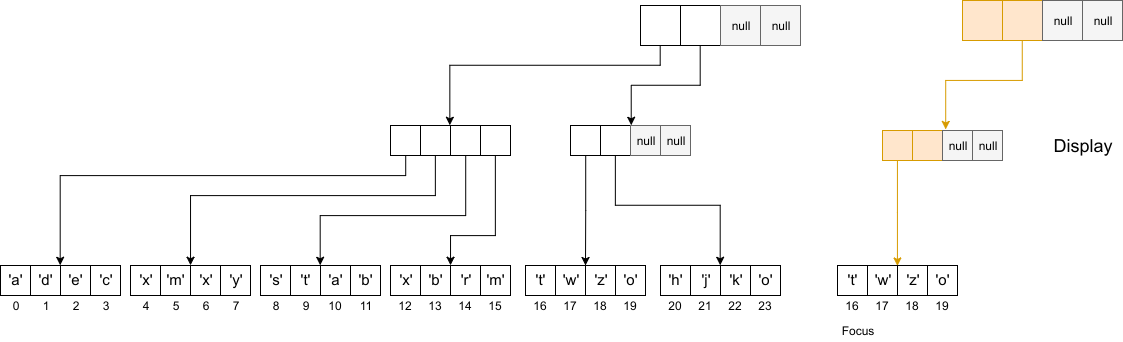 null null null null
null null null null Display
'a' 'd' 'e' 'c' 'x' 'm' 'x' 'y' 's' 't' 'a' 'b' 'x' 'b' 'r' 'm' 't' 'w' 'z' 'o' 'h' 'j' 'k' 'o' 't' 'w' 'z' 'o'
0 1 2 3 4 5 6 7 8 9 10 11 12 13 14 15 16 17 18 19 20 21 22 23 16 17 18 19
Focus